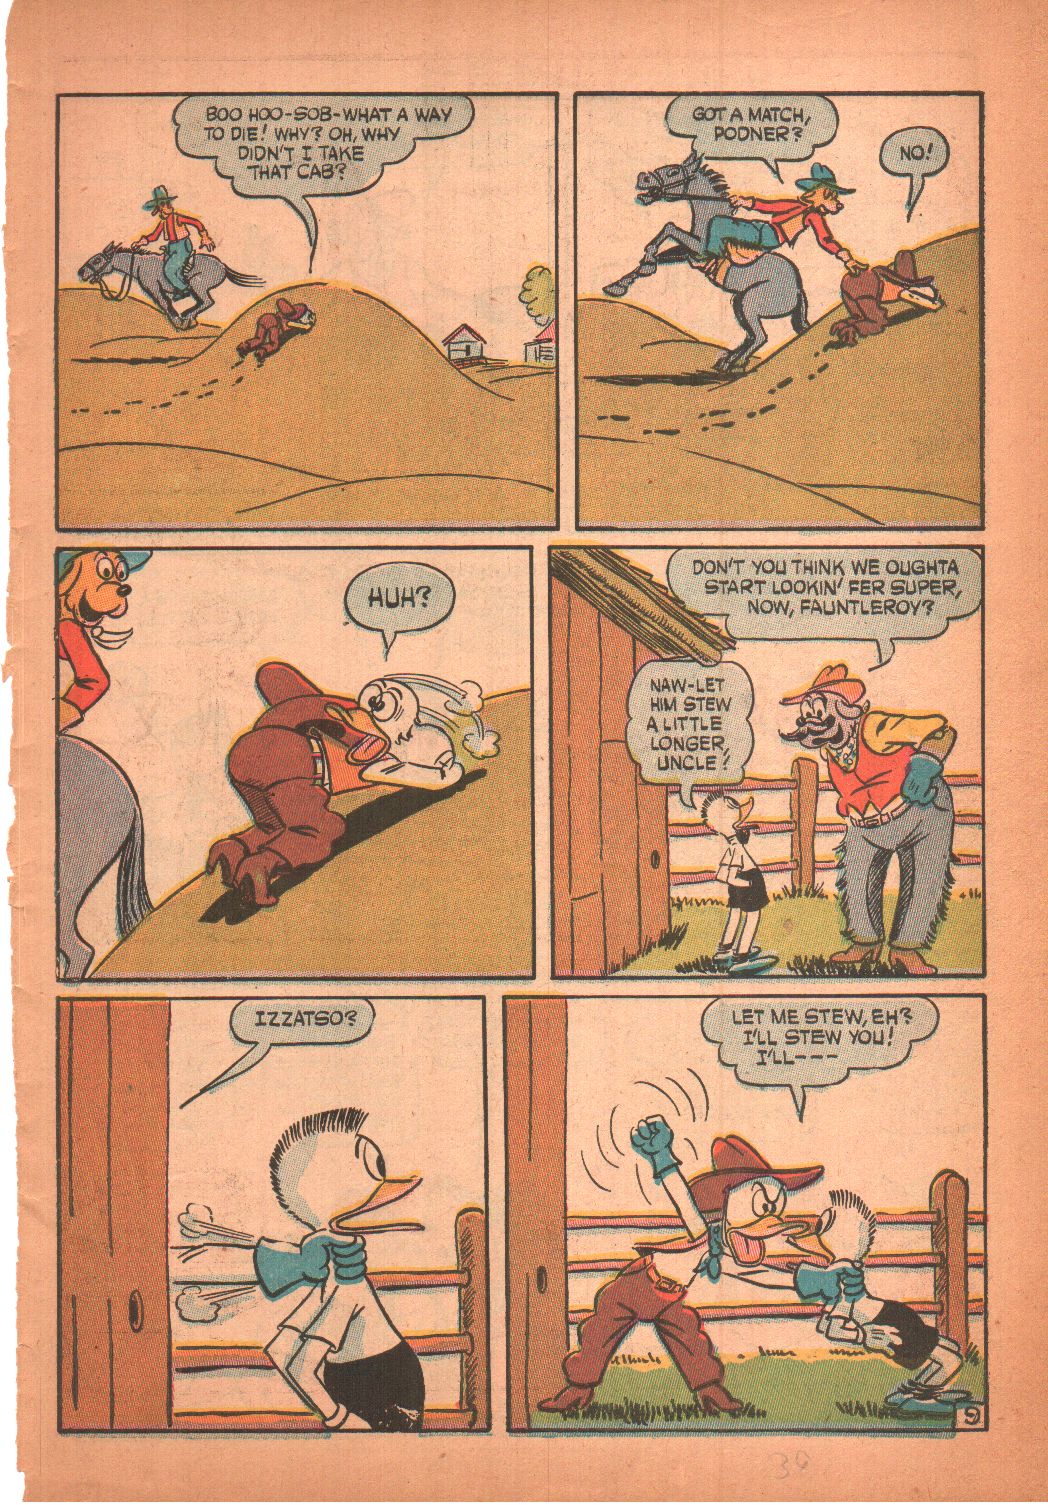 BOO HOO-SOB-WHAT A WAY
TO DIE! WHY? OH, WHY
DIDN'T I TAKE
THAT CAB?
GOT A MATCH,
PODNER?
NO!
HUH?
DON'T YOU THINK WE OUGHTA
START LOOKIN' FER SUPER,
NOW, FAUNTLEROY?
NAW-LET
HIM STEW
A LITTLE
LONGER,
UNCLE!
IZZATSO?
LET ME STEW, EH?
I'LL STEW YOU!
I'LL---
9
30